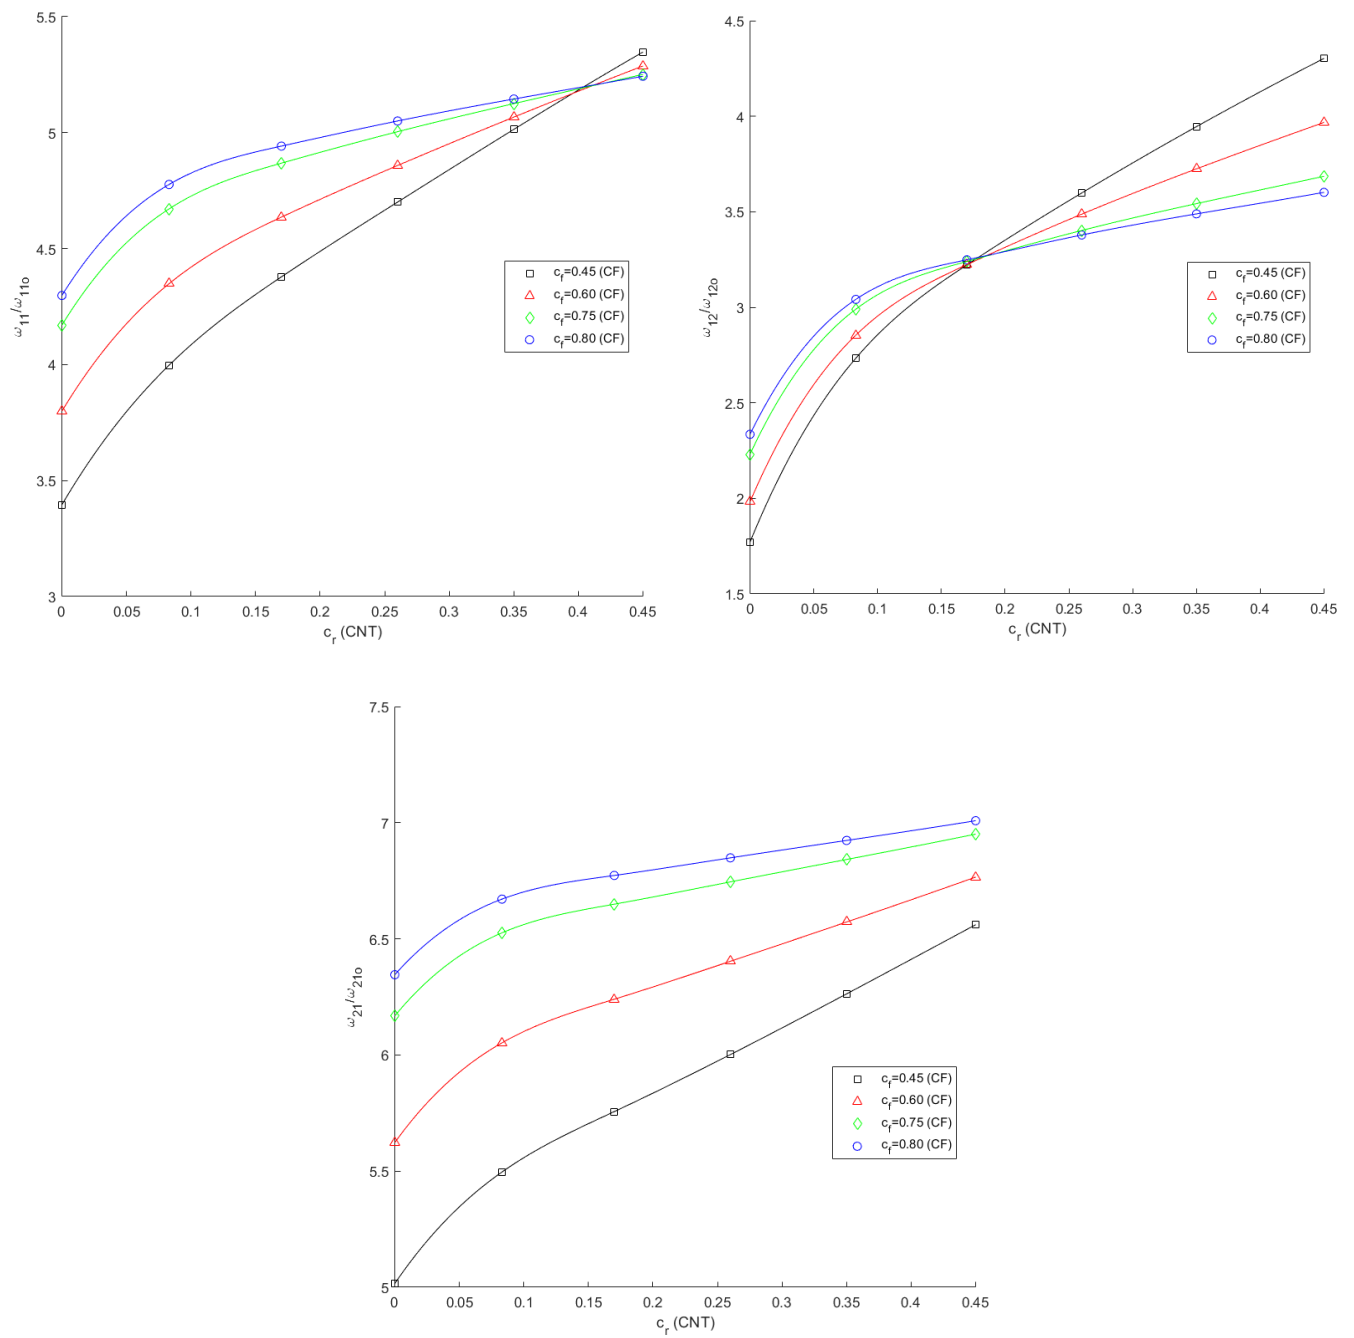 5.5
5
4.5
4
3.5
3
ω11/ω11o
0 0.05 0.1 0.15 0.2 0.25 0.3 0.35 0.4 0.45
cr (CNT)
cf=0.45 (CF)
cf=0.60 (CF)
cf=0.75 (CF)
cf=0.80 (CF)
4.5
4
3.5
3
2.5
2
1.5
ω12/ω12o
0 0.05 0.1 0.15 0.2 0.25 0.3 0.35 0.4 0.45
cr (CNT)
cf=0.45 (CF)
cf=0.60 (CF)
cf=0.75 (CF)
cf=0.80 (CF)
7.5
7
6.5
6
5.5
5
ω21/ω21o
0 0.05 0.1 0.15 0.2 0.25 0.3 0.35 0.4 0.45
cr (CNT)
cf=0.45 (CF)
cf=0.60 (CF)
cf=0.75 (CF)
cf=0.80 (CF)